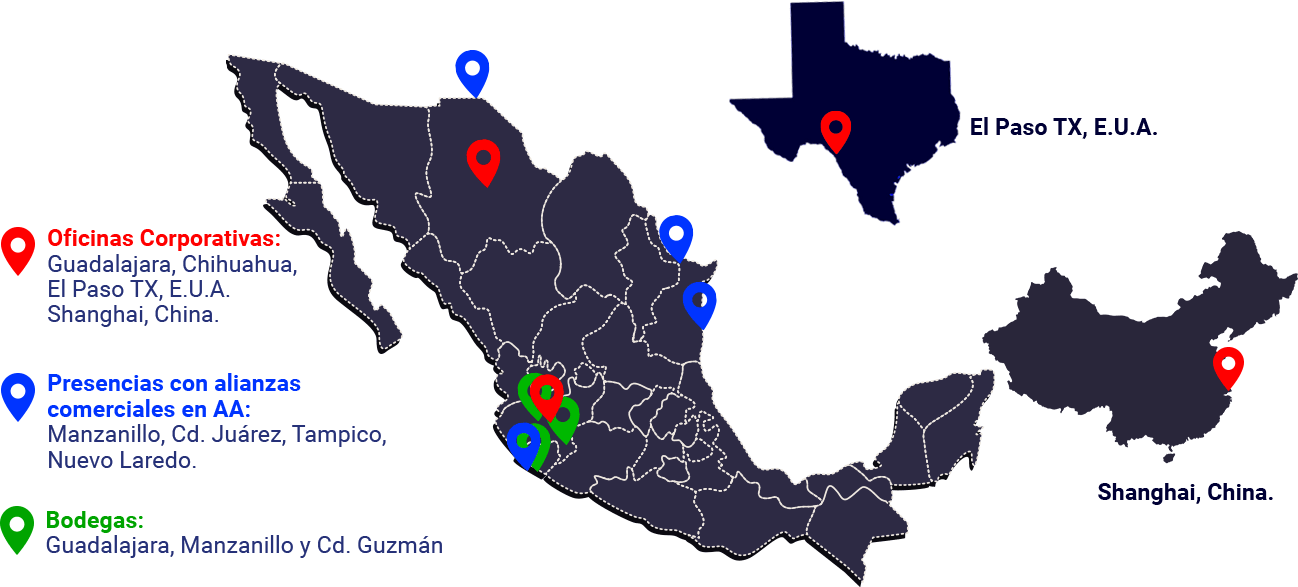 El Paso TX, E.U.A.
Oficinas Corporativas:
Guadalajara, Chihuahua,
El Paso TX, E.U.A.
Shanghai, China.
Presencias con alianzas
comerciales en AA:
Manzanillo, Cd. Juárez, Tampico,
Nuevo Laredo.
Shanghai, China.
Bodegas:
Guadalajara, Manzanillo y Cd. Guzmán